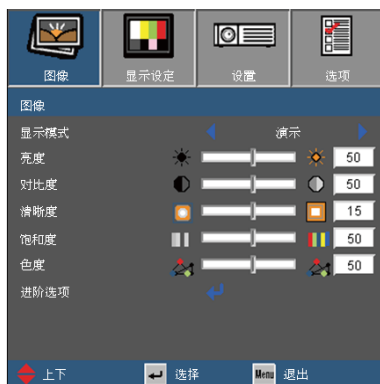 图像 显示设定 设置 选项
图像
显示模式 演示
亮度 50
对比度 50
清晰度 15
饱和度 50
色度 50
进阶选项
上下 选择 Menu 退出